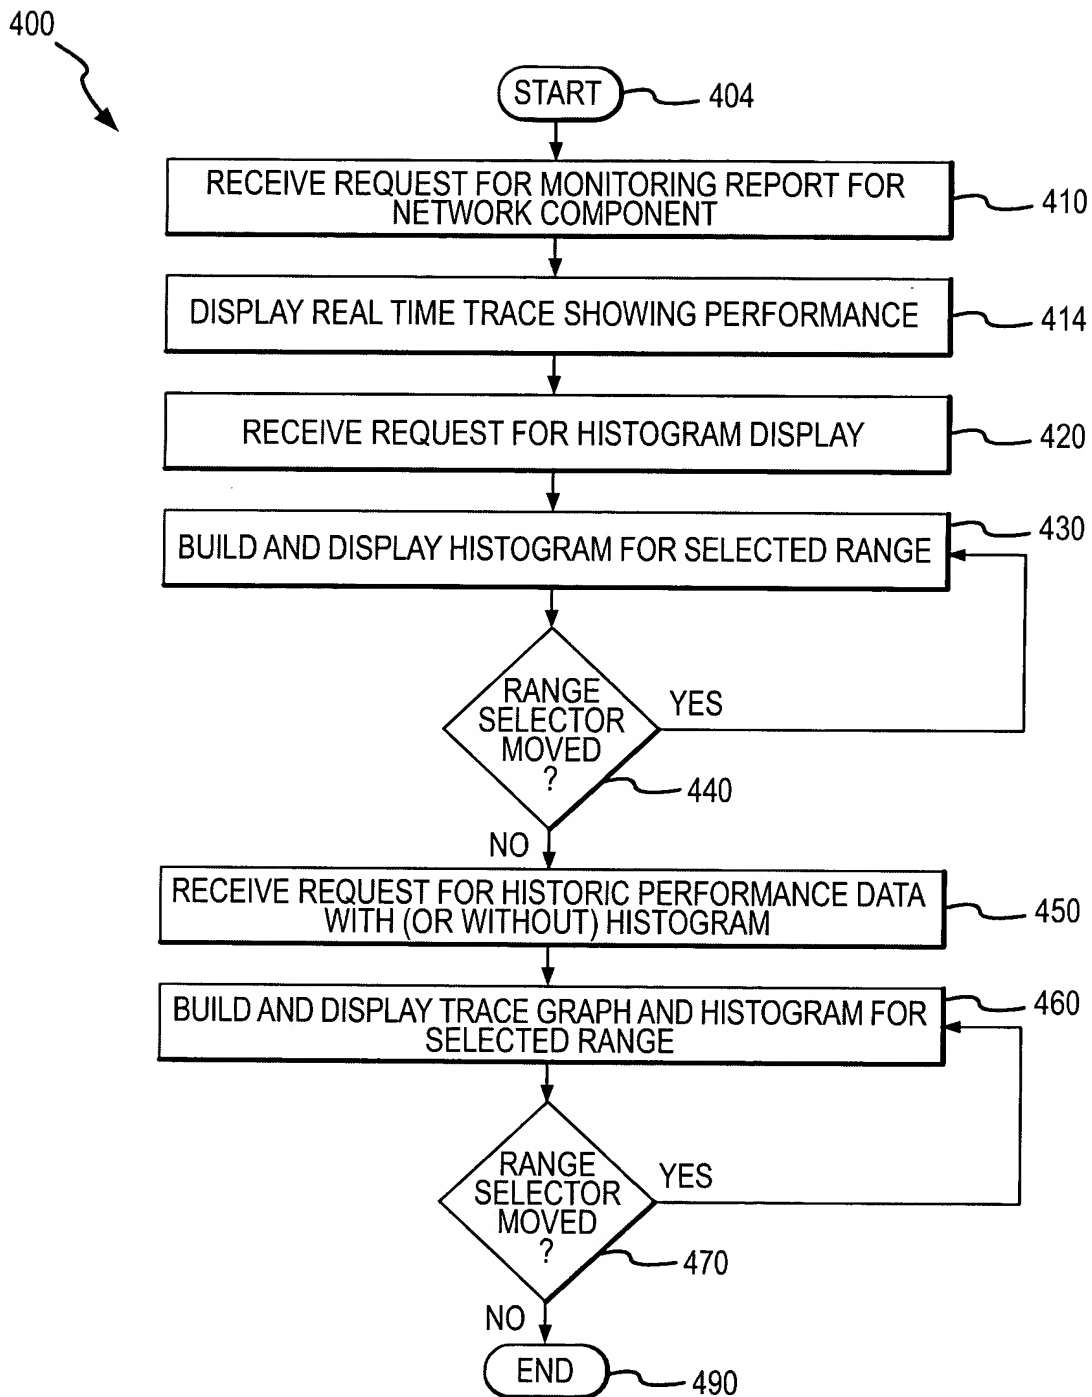 400
START
404
RECEIVE REQUEST FOR MONITORING REPORT FOR
NETWORK COMPONENT
410
DISPLAY REAL TIME TRACE SHOWING PERFORMANCE
414
RECEIVE REQUEST FOR HISTOGRAM DISPLAY
420
BUILD AND DISPLAY HISTOGRAM FOR SELECTED RANGE
430
RANGE
SELECTOR
MOVED
?
YES
440
NO
RECEIVE REQUEST FOR HISTORIC PERFORMANCE DATA
WITH (OR WITHOUT) HISTOGRAM
450
BUILD AND DISPLAY TRACE GRAPH AND HISTOGRAM FOR
SELECTED RANGE
460
RANGE
SELECTOR
MOVED
?
YES
470
NO
END
490